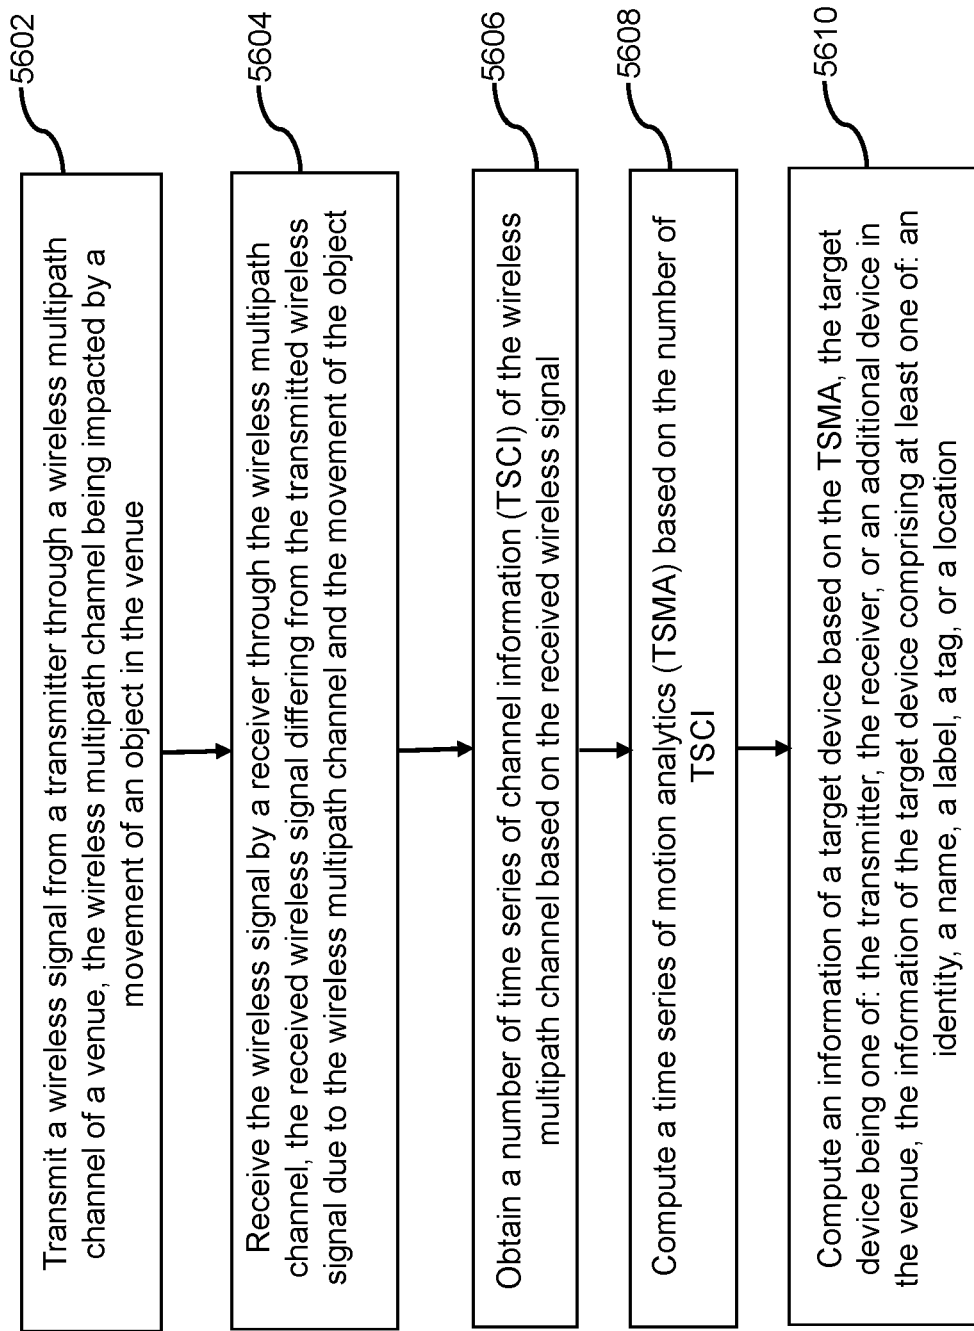 5602
Transmit a wireless signal from a transmitter through a wireless multipath
channel of a venue, the wireless multipath channel being impacted by a
movement of an object in the venue
5604
Receive the wireless signal by a receiver through the wireless multipath
channel, the received wireless signal differing from the transmitted wireless
signal due to the wireless multipath channel and the movement of the object
5606
Obtain a number of time series of channel information (TSCI) of the wireless
multipath channel based on the received wireless signal
5608
Compute a time series of motion analytics (TSMA) based on the number of
TSCI
5610
Compute an information of a target device based on the TSMA, the target
device being one of: the transmitter, the receiver, or an additional device in
the venue, the information of the target device comprising at least one of: an
identity, a name, a label, a tag, or a location